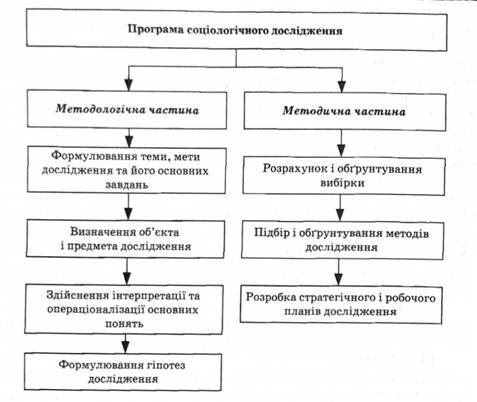 Програма соціологічного дослідження
Методологічна частина
Методична частина
Формулювання теми, мети
дослідження та його основних
завдань
Розрахунок і обґрунтування
вибірки
Визначення об'єкта
і предмета дослідження
Підбір і обґрунтування методів
дослідження
Здійснення інтерпретації та
операціоналізації основних
понять
Розробка стратегічного і робочого
планів дослідження
Формулювання гіпотез
дослідження